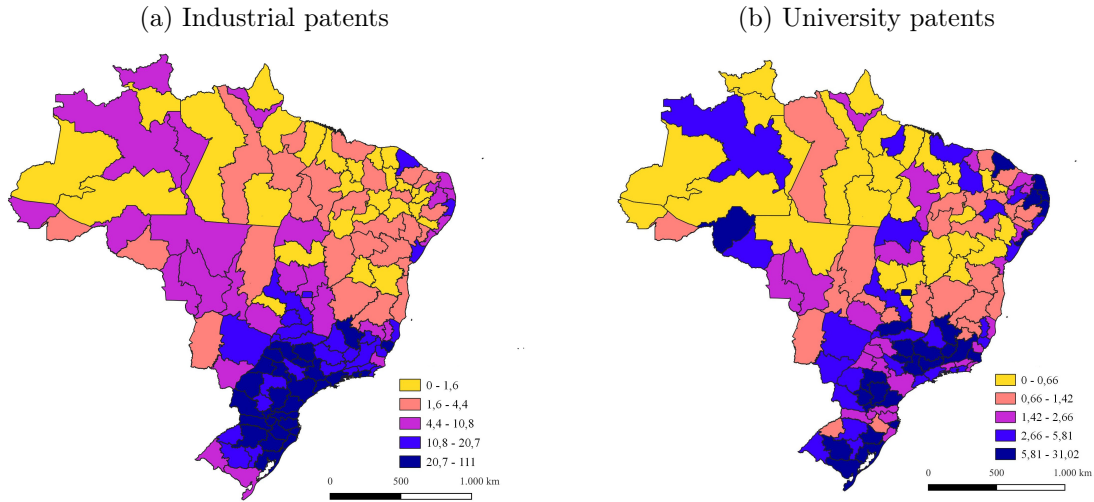 (a) Industrial patents
(b) University patents
0 - 1,6
1,6 - 4,4
4,4 - 10,8
10,8 - 20,7
20,7 - 111
0 500 1.000 km
0 - 0,66
0,66 - 1,42
1,42 - 2,66
2,66 - 5,81
5,81 - 31,02
0 500 1.000 km